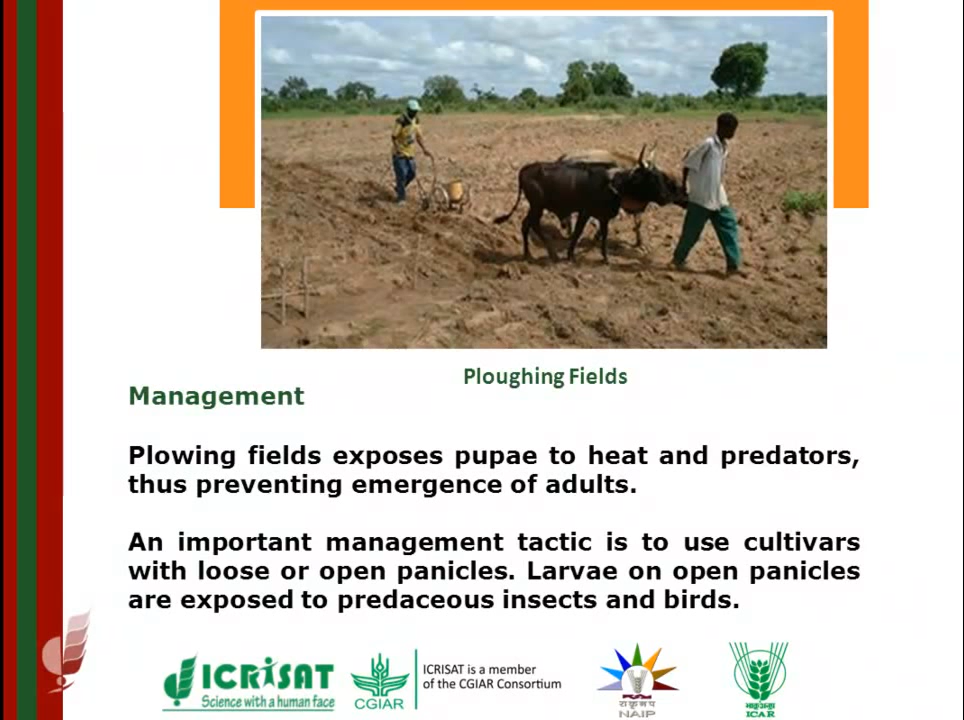 Ploughing Fields
Management
Plowing fields exposes pupae to heat and predators,
thus preventing emergence of adults.
An important management tactic is to use cultivars
with loose or open panicles. Larvae on open panicles
are exposed to predaceous insects and birds.
ICRISAT
Science with a human face
CGIAR
ICRISAT is a member
of the CGIAR Consortium
राकृनप
NAIP
भाकृअनुप
ICAR